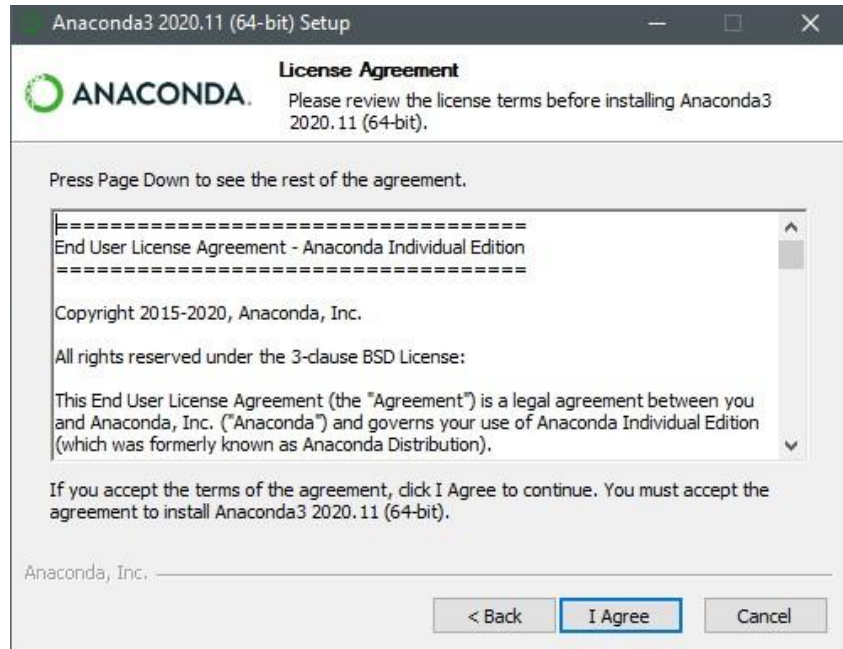 Anaconda3 2020.11 (64-bit) Setup
ANACONDA.
License Agreement
Please review the license terms before installing Anaconda3
2020.11 (64-bit).
Press Page Down to see the rest of the agreement.
===================================
End User License Agreement - Anaconda Individual Edition
===================================
Copyright 2015-2020, Anaconda, Inc.
All rights reserved under the 3-clause BSD License:
This End User License Agreement (the "Agreement") is a legal agreement between you
and Anaconda, Inc. ("Anaconda") and governs your use of Anaconda Individual Edition
(which was formerly known as Anaconda Distribution).
If you accept the terms of the agreement, click I Agree to continue. You must accept the
agreement to install Anaconda3 2020.11 (64-bit).
Anaconda, Inc.
< Back
I Agree
Cancel